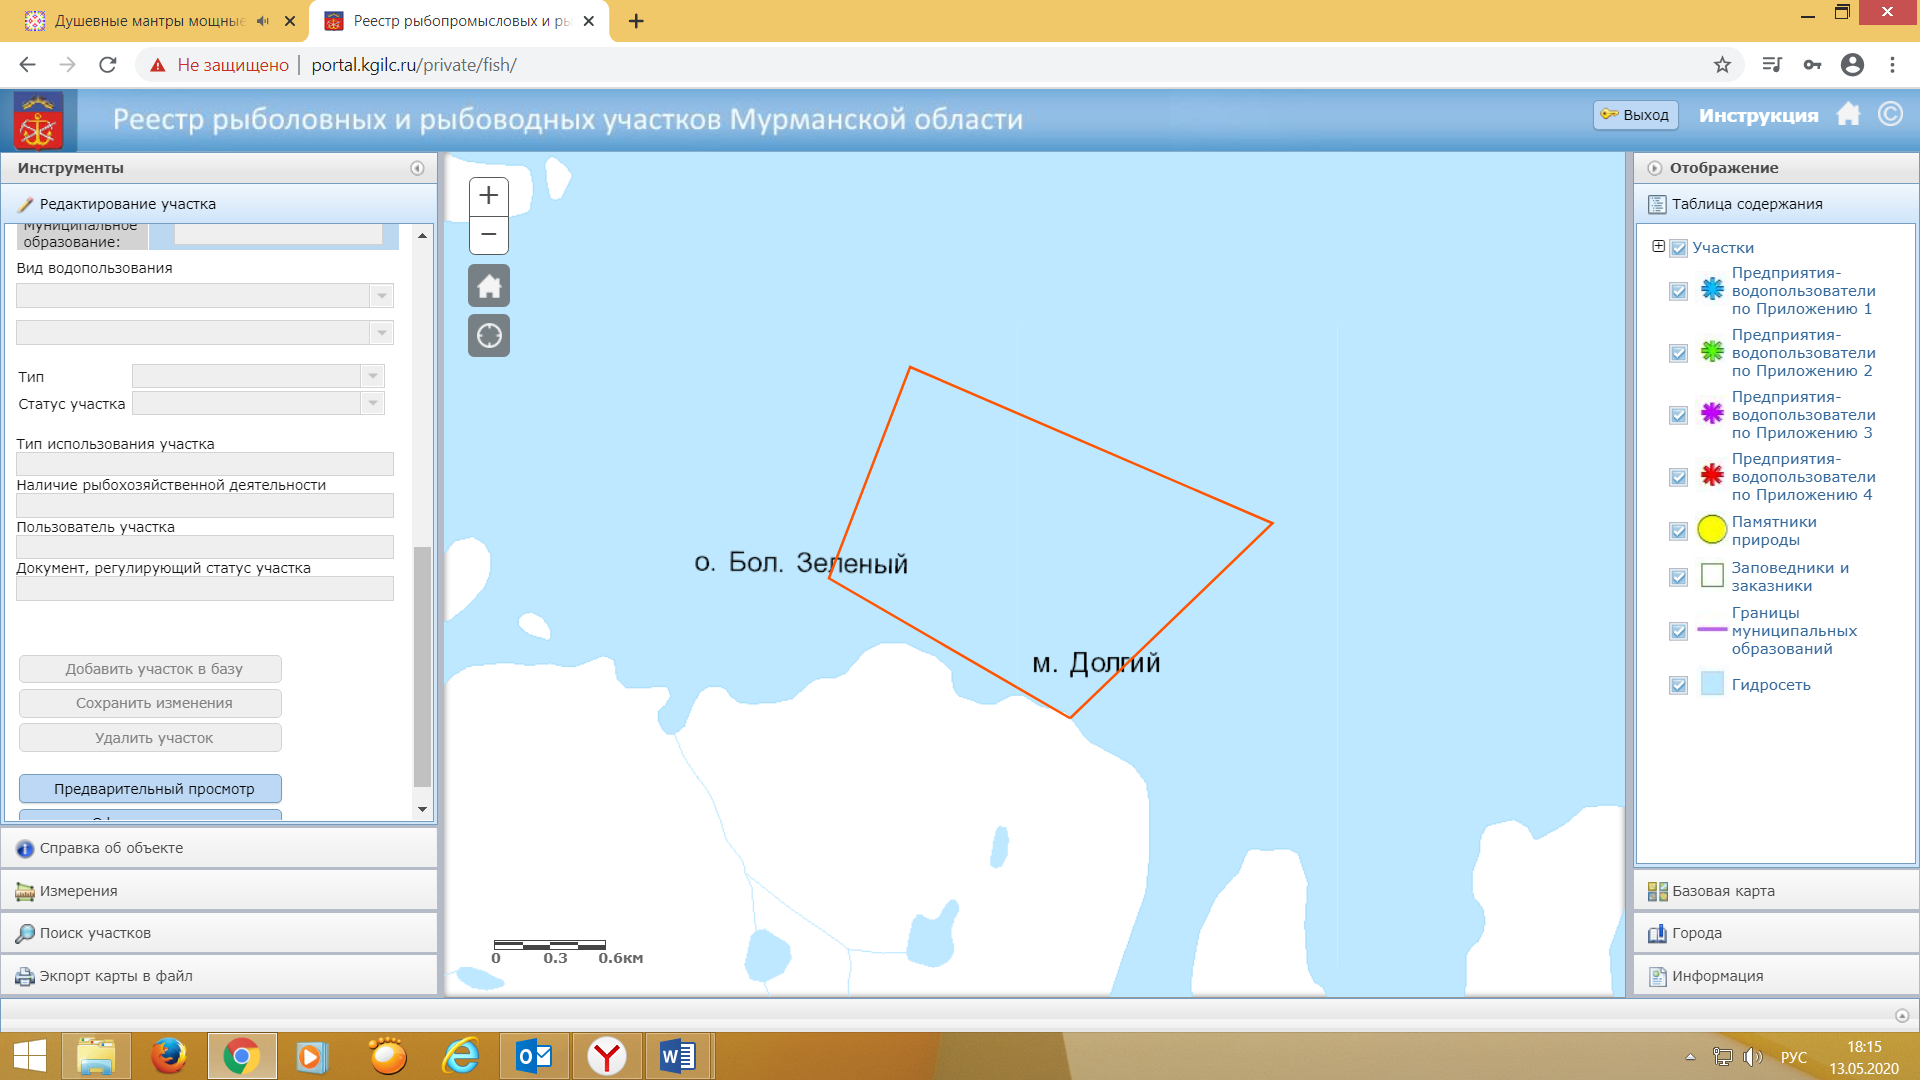 Душевные мантры мощные
Реестр рыбопромысловых и ры
Не защищено
portal.kgilc.ru/private/fish/
Реестр рыболовных и рыбоводных участков Мурманской области
Выход
Инструкция
©
Инструменты
Редактирование участка
Муниципальное
образование:
Вид водопользования
Тип
Статус участка
Тип использования участка
Наличие рыбохозяйственной деятельности
Пользователь участка
Документ, регулирующий статус участка
Добавить участок в базу
Сохранить изменения
Удалить участок
Предварительный просмотр
Справка об объекте
Измерения
Поиск участков
Экспорт карты в файл
+
−
о. Бол. Зеленый
м. Долгий
0 0.3 0.6км
Отображение
Таблица содержания
Участки
Предприятия-
водопользователи
по Приложению 1
Предприятия-
водопользователи
по Приложению 2
Предприятия-
водопользователи
по Приложению 3
Предприятия-
водопользователи
по Приложению 4
Памятники
природы
Заповедники и
заказники
Границы
муниципальных
образований
Гидросеть
Базовая карта
Города
Информация
РУС
18:15
13.05.2020